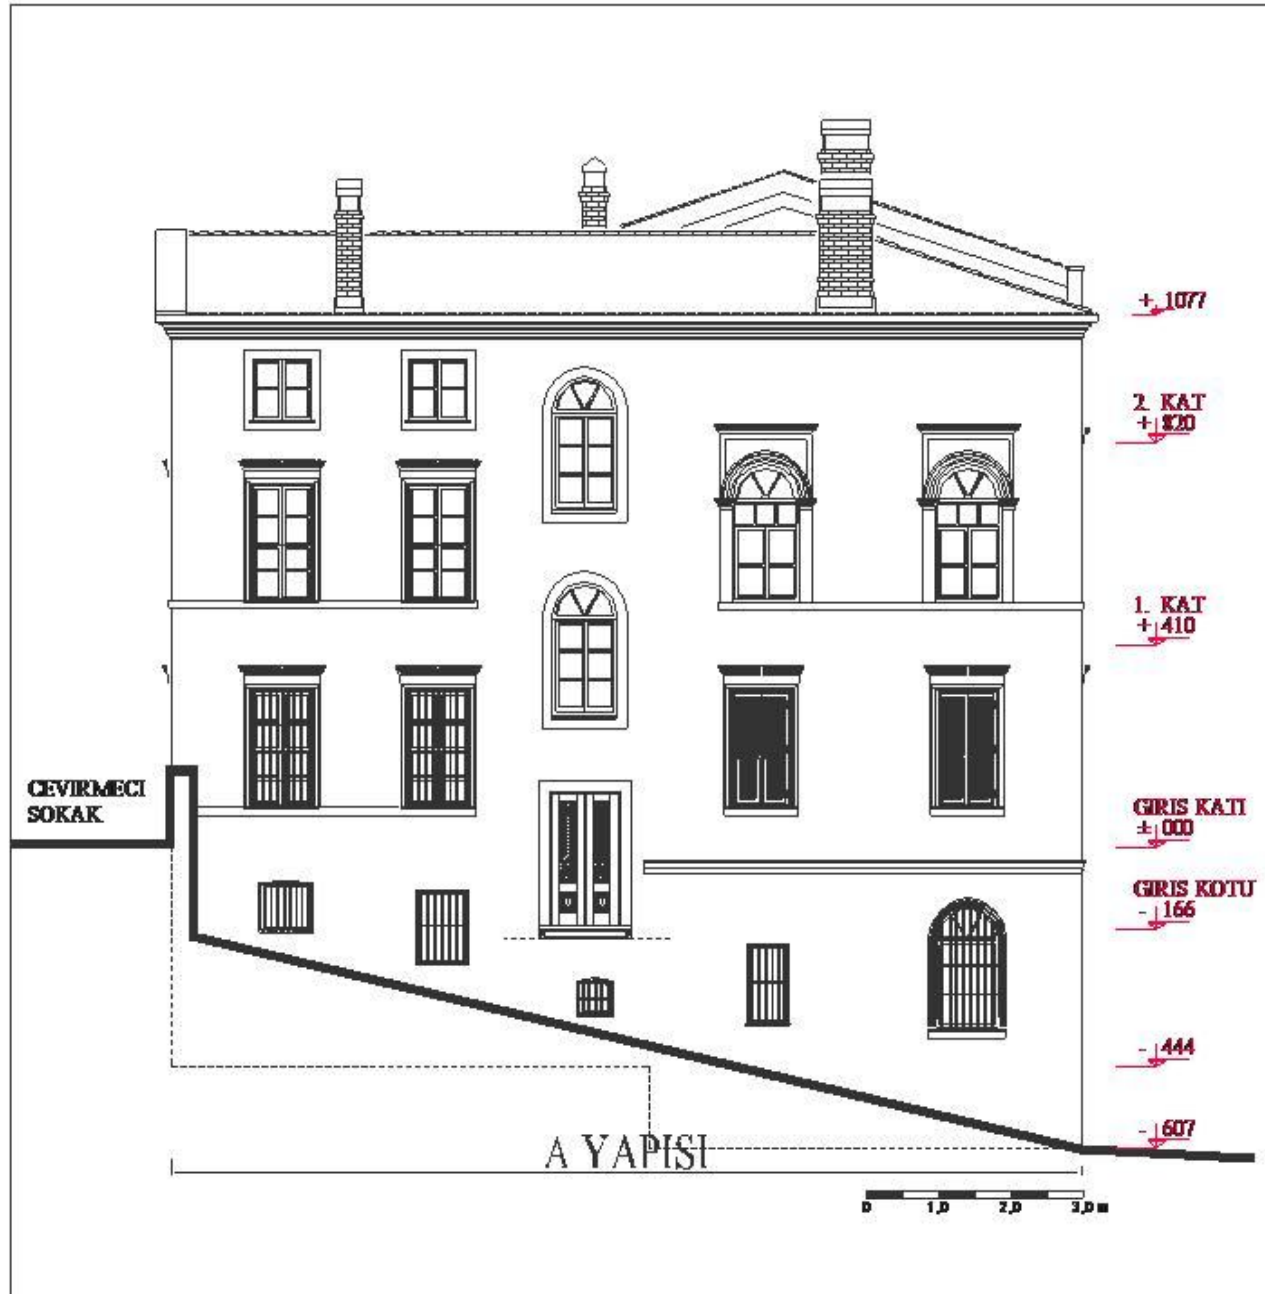 + 1077
2. KAT
+ 820
1. KAT
+ 410
CEVIRMECI
SOKAK
GIRIS KATI
± 000
GIRIS KOTU
- 166
- 444
- 607
A YAPISI
0 1,0 2,0 3,0 m